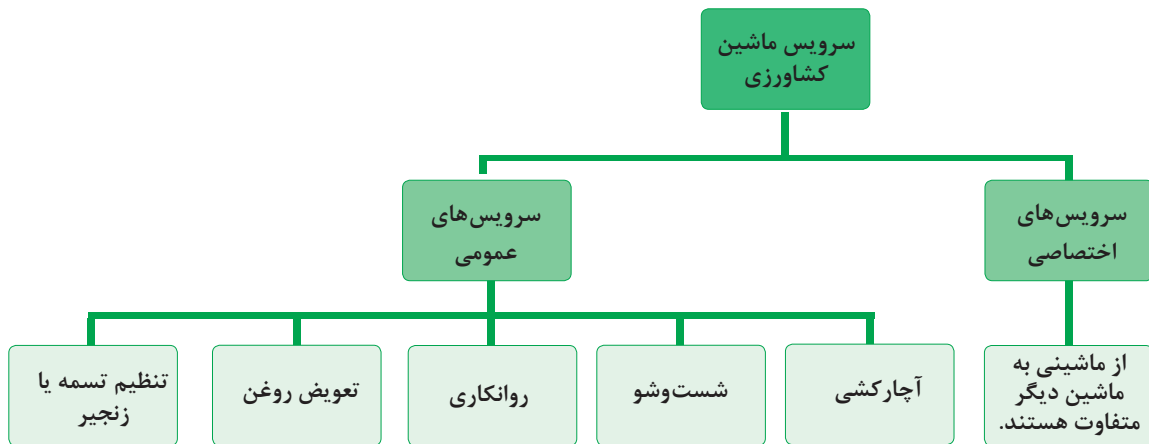 سرویس ماشین
کشاورزی
سرویس‌های
اختصاصی
سرویس‌های
عمومی
از ماشینی به
ماشین دیگر
متفاوت هستند.
آچارکشی
شست‌وشو
روانکاری
تعویض روغن
تنظیم تسمه یا
زنجیر